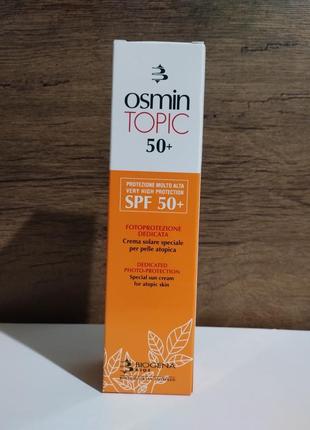 osmin
TOPIC
50+
PROTEZIONE MOLTO ALTA
VERY HIGH PROTECTION
SPF 50+
FOTOPROTEZIONE
DEDICATA
Crema solare speciale
per pelle atopica
DEDICATED
PHOTO-PROTECTION
Special sun cream
for atopic skin
BIOGENA